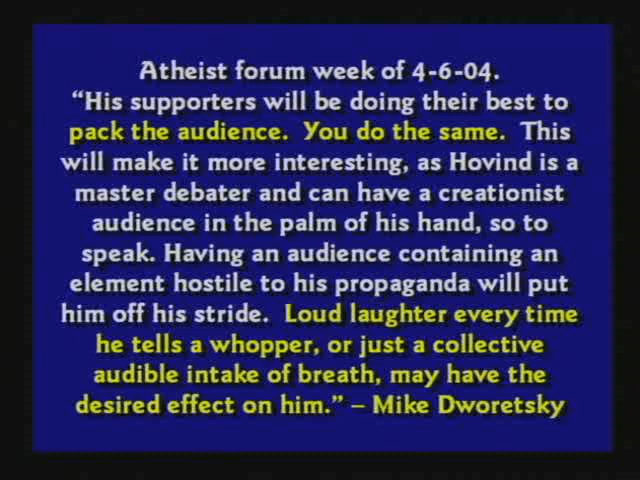 Atheist forum week of 4-6-04.
“His supporters will be doing their best to
pack the audience. You do the same. This
will make it more interesting, as Hovind is a
master debater and can have a creationist
audience in the palm of his hand, so to
speak. Having an audience containing an
element hostile to his propaganda will put
him off his stride. Loud laughter every time
he tells a whopper, or just a collective
audible intake of breath, may have the
desired effect on him.” – Mike Dworetsky